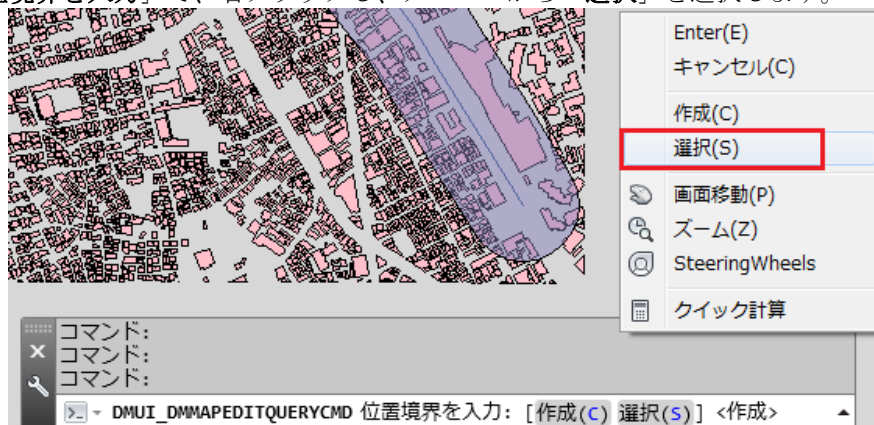 Enter(E)
キャンセル(C)
作成(C)
選択(S)
画面移動(P)
ズーム(Z)
SteeringWheels
クイック計算
コマンド:
コマンド:
コマンド:
DMUI_DMMAPEDITQUERYCMD 位置境界を入力: [作成(C) 選択(S)] <作成>